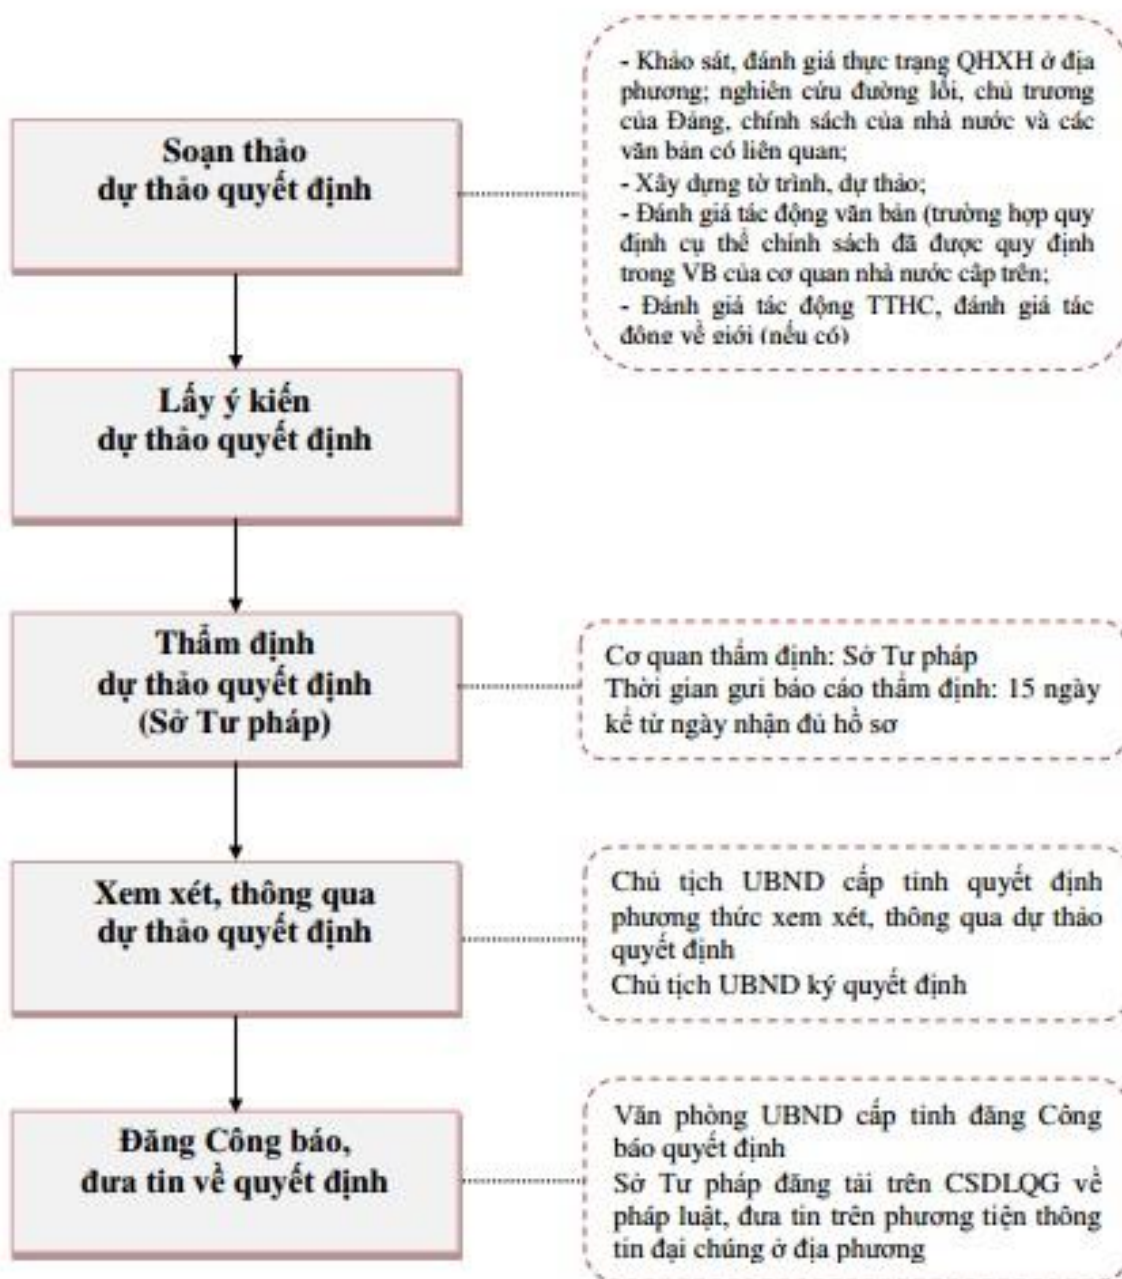 Soạn thảo
dự thảo quyết định
- Khảo sát, đánh giá thực trạng QHXH ở địa
phương; nghiên cứu đường lối, chủ trương
của Đảng, chính sách của nhà nước và các
văn bản có liên quan;
- Xây dựng tờ trình, dự thảo;
- Đánh giá tác động văn bản (trường hợp quy
định cụ thể chính sách đã được quy định
trong VB của cơ quan nhà nước cấp trên;
- Đánh giá tác động TTHC, đánh giá tác
động về giới (nếu có)
Lấy ý kiến
dự thảo quyết định
Thẩm định
dự thảo quyết định
(Sở Tư pháp)
Cơ quan thẩm định: Sở Tư pháp
Thời gian gửi báo cáo thẩm định: 15 ngày
kể từ ngày nhận đủ hồ sơ
Xem xét, thông qua
dự thảo quyết định
Chủ tịch UBND cấp tỉnh quyết định
phương thức xem xét, thông qua dự thảo
quyết định
Chủ tịch UBND ký quyết định
Đăng Công báo,
đưa tin về quyết định
Văn phòng UBND cấp tỉnh đăng Công
báo quyết định
Sở Tư pháp đăng tải trên CSDLQG về
pháp luật, đưa tin trên phương tiện thông
tin đại chúng ở địa phương